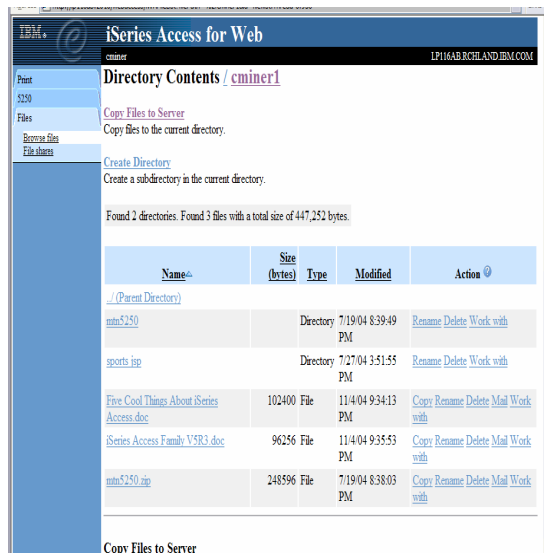 IBM.
iSeries Access for Web
cminer
LP116AB.RCHLAND.IBM.COM
Print
5250
Files
Browse files
File shares
Directory Contents / cminer1
Copy Files to Server
Copy files to the current directory.
Create Directory
Create a subdirectory in the current directory.
Found 2 directories. Found 3 files with a total size of 447,252 bytes.
Size
Name (bytes) Type Modified Action ?
../ (Parent Directory)
mtn5250 Directory 7/19/04 8:39:49 Rename Delete Work with
PM
sports jsp Directory 7/27/04 3:51:55 Rename Delete Work with
PM
Five Cool Things About iSeries 102400 File 11/4/04 9:34:13 Copy Rename Delete Mail Work
Access.doc PM with
iSeries Access Family V5R3.doc 96256 File 11/4/04 9:35:53 Copy Rename Delete Mail Work
PM with
mtn5250.zip 248596 File 7/19/04 8:38:03 Copy Rename Delete Mail Work
PM with
Copy Files to Server